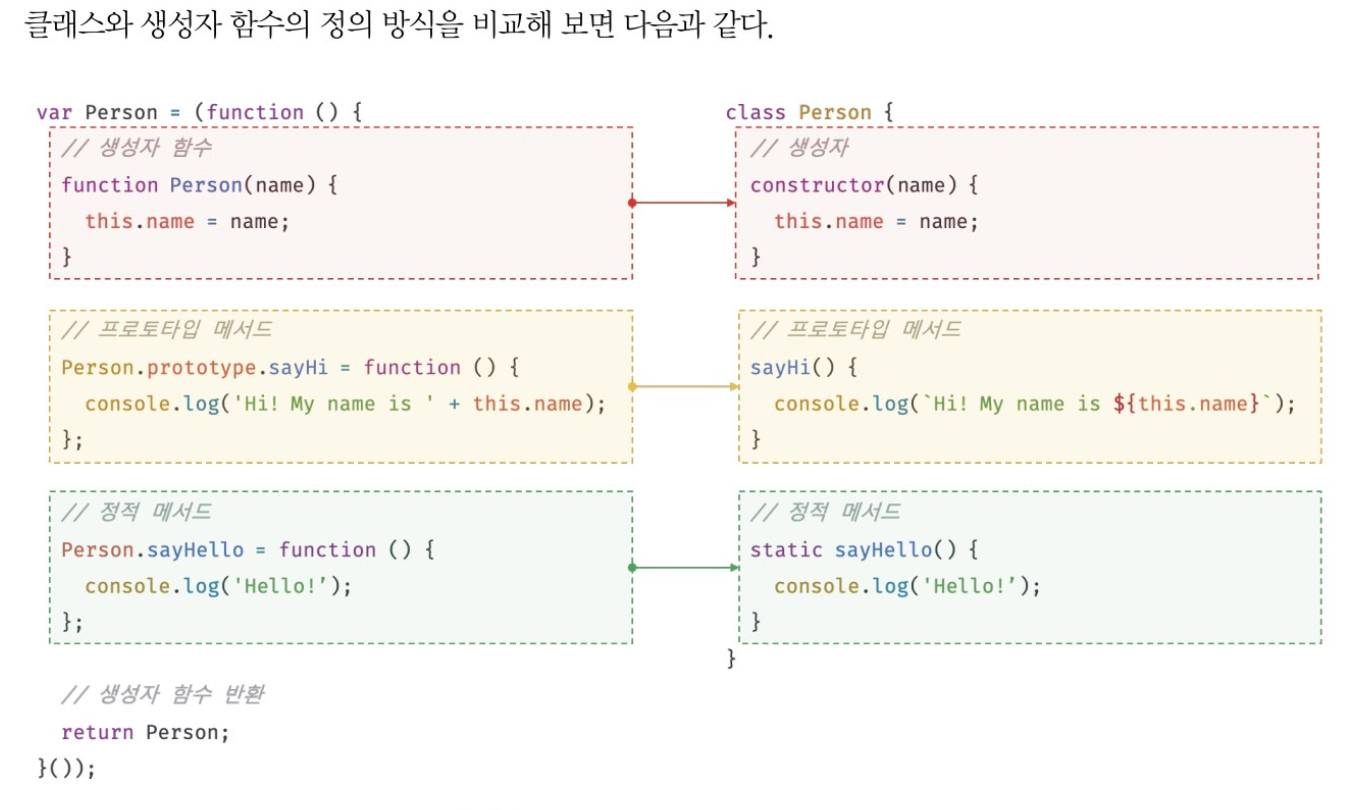 클래스와 생성자 함수의 정의 방식을 비교해 보면 다음과 같다.
var Person = (function () {
// 생성자 함수
function Person(name) {
this.name = name;
}
// 프로토타입 메서드
Person.prototype.sayHi = function () {
console.log('Hi! My name is ' + this.name);
};
// 정적 메서드
Person.sayHello = function () {
console.log('Hello!’);
};
// 생성자 함수 반환
return Person;
}());
class Person {
// 생성자
constructor(name) {
this.name = name;
}
// 프로토타입 메서드
sayHi() {
console.log(`Hi! My name is ${this.name}`);
}
// 정적 메서드
static sayHello() {
console.log('Hello!’);
}
}